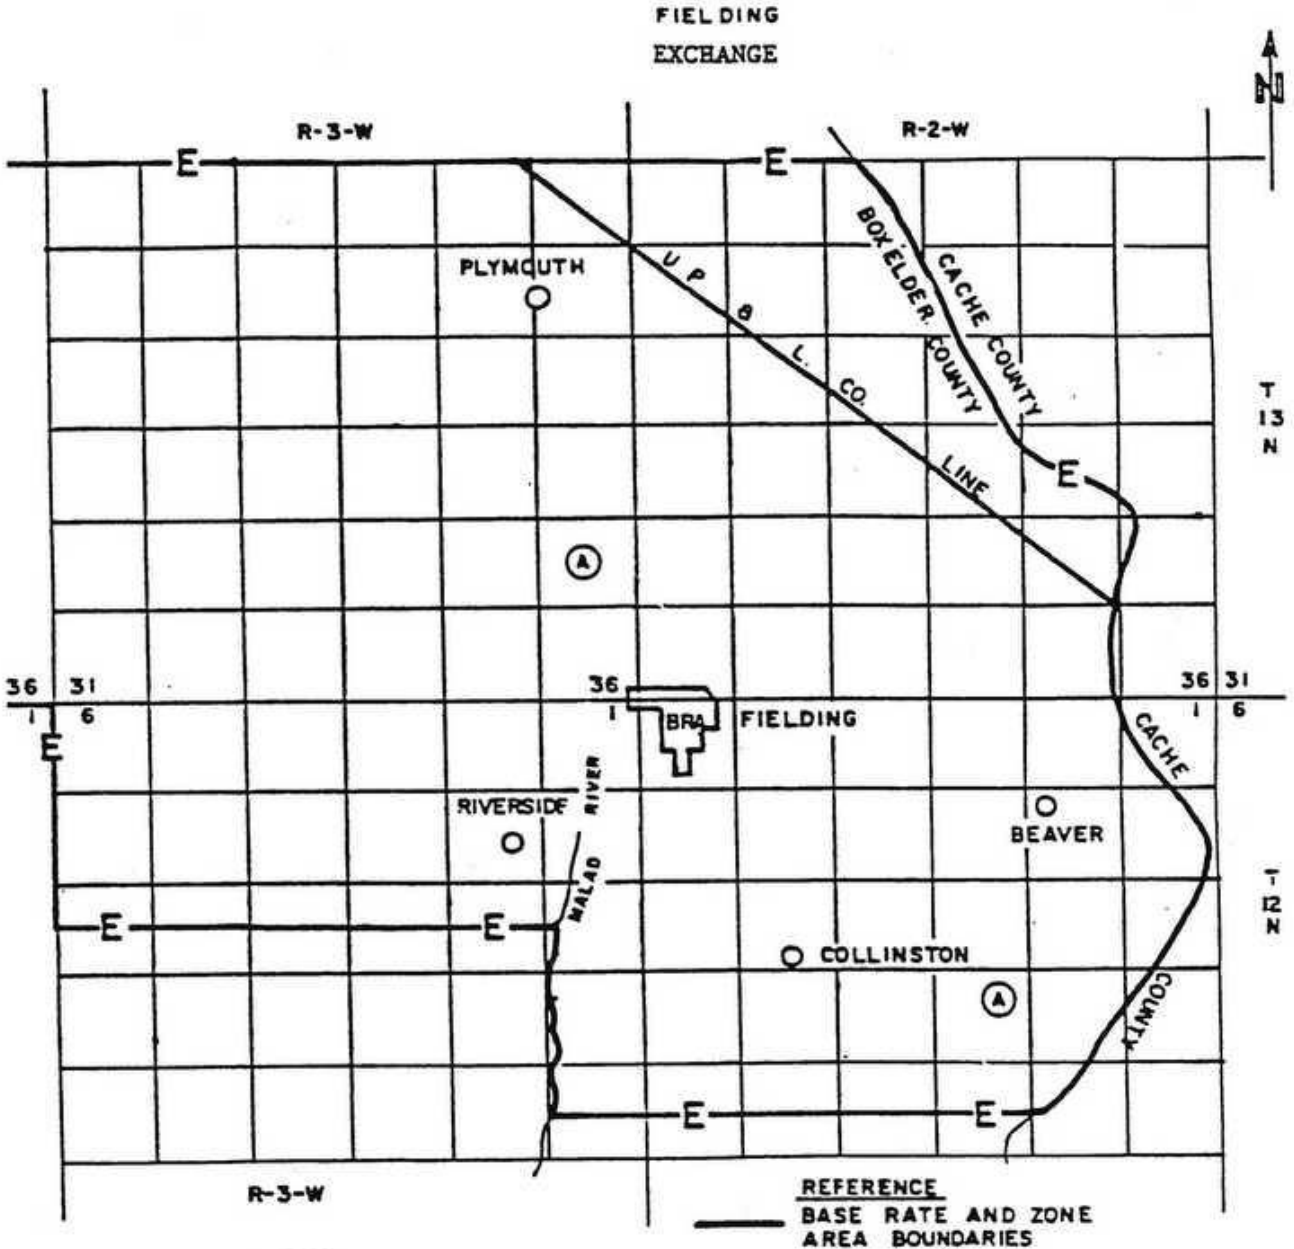 FIELDING
EXCHANGE
N
R-3-W
R-2-W
E
E
BOX ELDER COUNTY
CACHE COUNTY
PLYMOUTH
U P & L. CO. LINE
T
13
N
E
A
36 31
36
36 31
1 6
1
1 6
BRA
FIELDING
E
CACHE
RIVERSIDE
MALAD RIVER
BEAVER
T
12
N
E
E
COLLINSTON
A
COUNTY
E
E
R-3-W
REFERENCE
BASE RATE AND ZONE
AREA BOUNDARIES